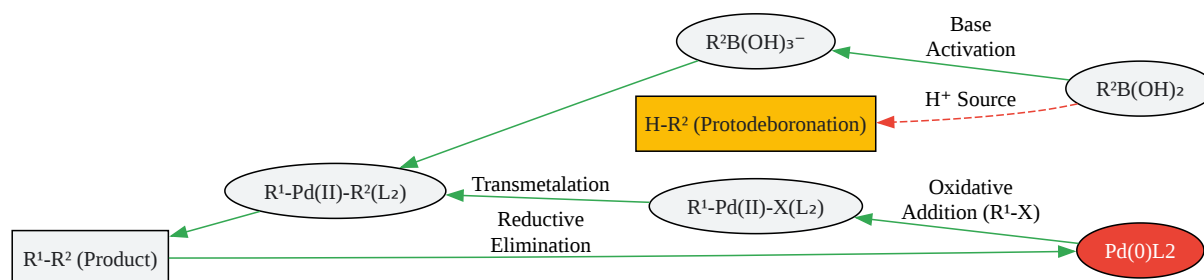 Base
Activation
R²B(OH)₃⁻
R²B(OH)₂
H⁺ Source
H-R² (Protodeboronation)
R¹-Pd(II)-R²(L₂)
Transmetalation
R¹-Pd(II)-X(L₂)
Oxidative
Addition (R¹-X)
Reductive
Elimination
R¹-R² (Product)
Pd(0)L2